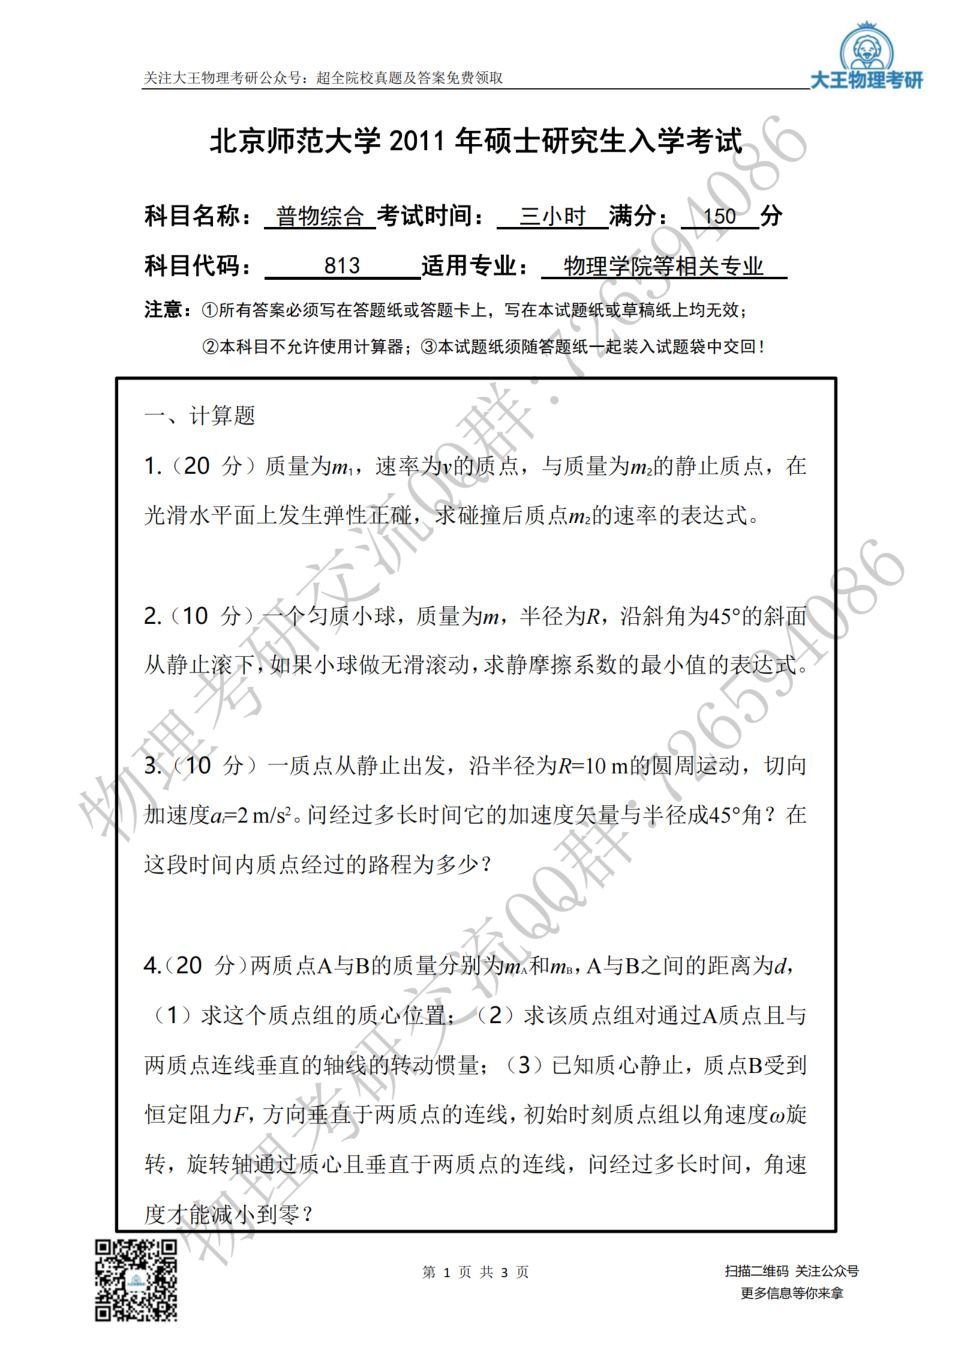 关注大王物理考研公众号：超全院校真题及答案免费领取
大王物理考研
北京师范大学 2011 年硕士研究生入学考试
科目名称： 普物综合 考试时间： 三小时 满分： 150 分
科目代码： 813 适用专业： 物理学院等相关专业
注意：①所有答案必须写在答题纸或答题卡上，写在本试题纸或草稿纸上均无效；
②本科目不允许使用计算器；③本试题纸须随答题纸一起装入试题袋中交回！
一、计算题
1.（20 分）质量为m₁，速率为v的质点，与质量为m₂的静止质点，在
光滑水平面上发生弹性正碰，求碰撞后质点m₂的速率的表达式。
2.（10 分）一个匀质小球，质量为m，半径为R，沿斜角为45°的斜面
从静止滚下，如果小球做无滑滚动，求静摩擦系数的最小值的表达式。
3.（10 分）一质点从静止出发，沿半径为R=10 m的圆周运动，切向
加速度aₜ=2 m/s²。问经过多长时间它的加速度矢量与半径成45°角？在
这段时间内质点经过的路程为多少？
4.（20 分）两质点A与B的质量分别为mA和mB，A与B之间的距离为d，
（1）求这个质点组的质心位置；（2）求该质点组对通过A质点且与
两质点连线垂直的轴线的转动惯量；（3）已知质心静止，质点B受到
恒定阻力F，方向垂直于两质点的连线，初始时刻质点组以角速度ω旋
转，旋转轴通过质心且垂直于两质点的连线，问经过多长时间，角速
度才能减小到零？
物理考研交流QQ群：726594086
物理考研交流QQ群：726594086
大王物理考研
第 1 页 共 3 页
扫描二维码 关注公众号
更多信息等你来拿